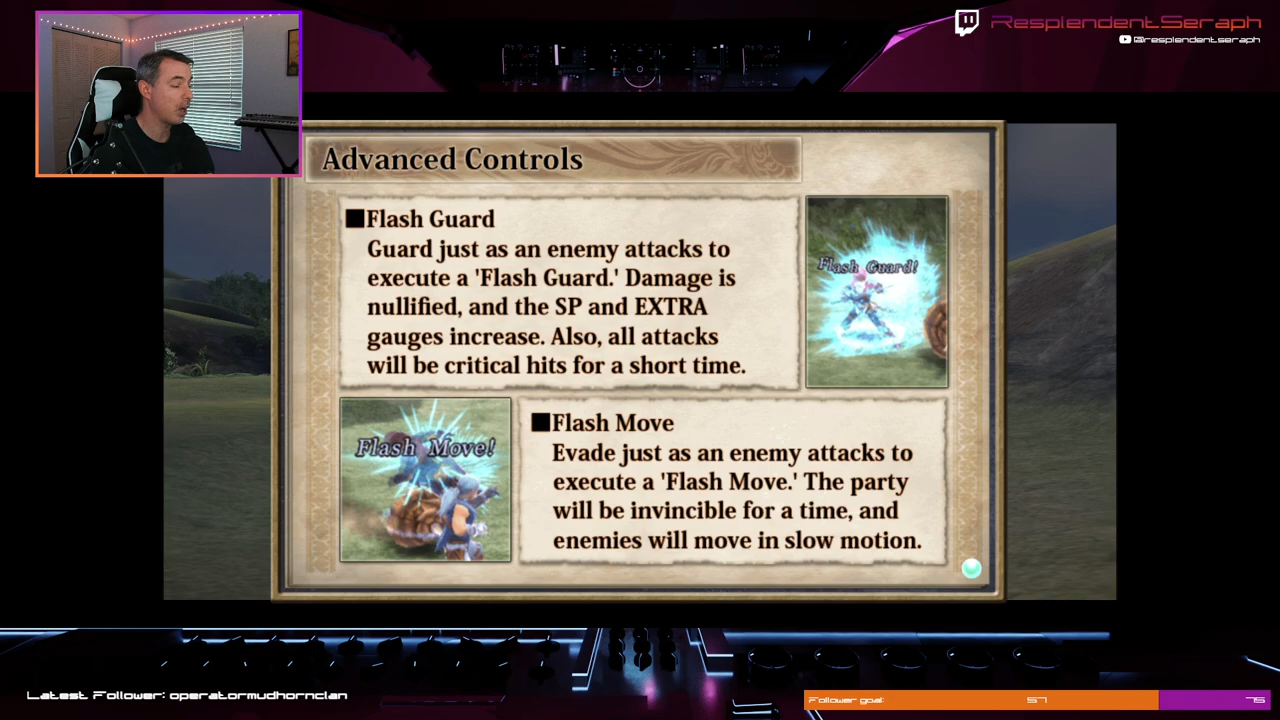 ResplendentSeraph
@resplendentseraph
Advanced Controls
■Flash Guard
Guard just as an enemy attacks to
execute a 'Flash Guard.' Damage is
nullified, and the SP and EXTRA
gauges increase. Also, all attacks
will be critical hits for a short time.
Flash Guard!
Flash Move!
■Flash Move
Evade just as an enemy attacks to
execute a 'Flash Move.' The party
will be invincible for a time, and
enemies will move in slow motion.
Latest Follower: operatormudhornclan
Follower goal: 57 75